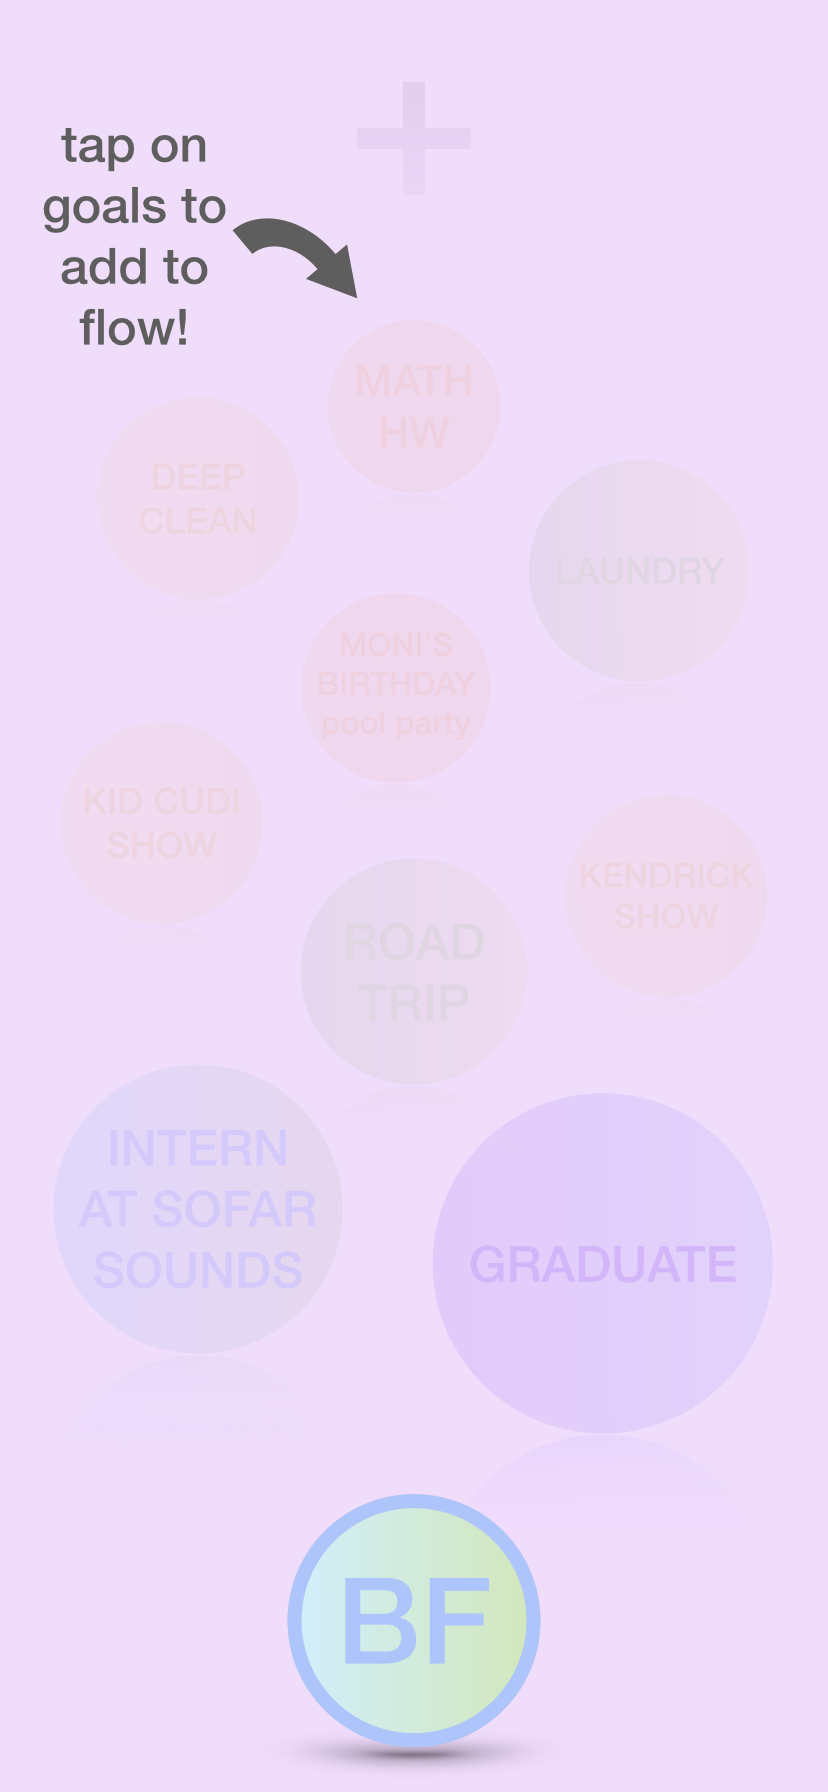 tap on
goals to
add to
flow!
MATH
HW
DEEP
CLEAN
LAUNDRY
MONI'S
BIRTHDAY
pool party
KID CUDI
SHOW
KENDRICK
SHOW
ROAD
TRIP
INTERN
AT SOFAR
SOUNDS
GRADUATE
BF